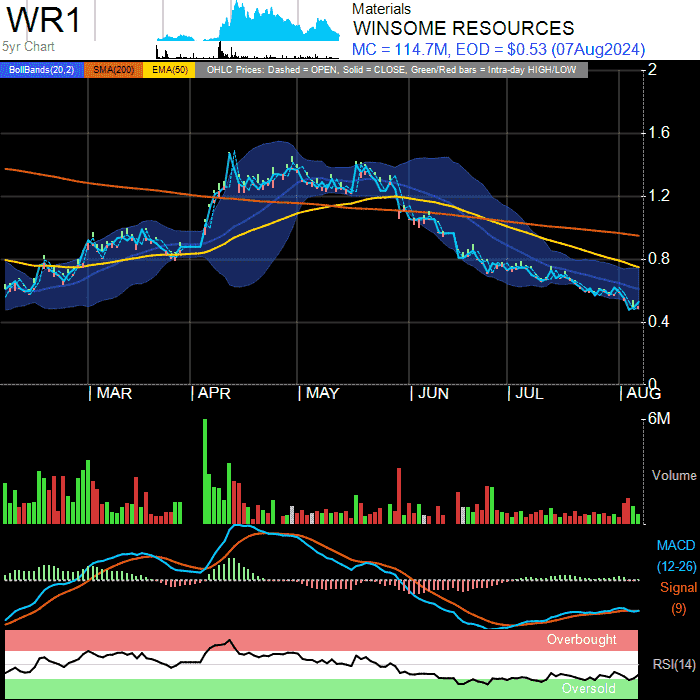 WR1
5yr Chart
Materials
WINSOME RESOURCES
MC = 114.7M, EOD = $0.53 (07Aug2024)
BollBands(20,2) SMA(200) EMA(50) OHLC Prices: Dashed = OPEN, Solid = CLOSE, Green/Red bars = Intra-day HIGH/LOW
2
1.6
1.2
0.8
0.4
0
MAR APR MAY JUN JUL AUG
6M
Volume
MACD
(12-26)
Signal
(9)
Overbought
RSI(14)
Oversold